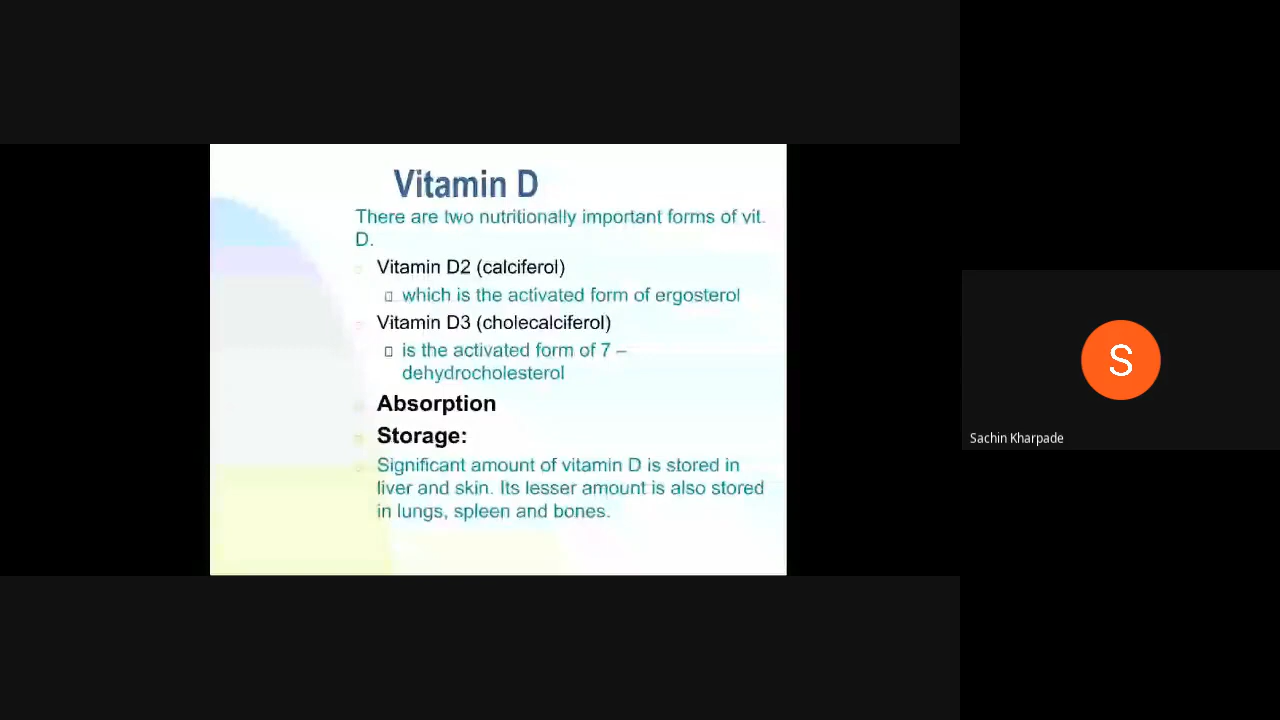 Vitamin D
There are two nutritionally important forms of vit.
D.
Vitamin D2 (calciferol)
which is the activated form of ergosterol
Vitamin D3 (cholecalciferol)
is the activated form of 7 –
dehydrocholesterol
Absorption
Storage:
Significant amount of vitamin D is stored in
liver and skin. Its lesser amount is also stored
in lungs, spleen and bones.
S
Sachin Kharpade